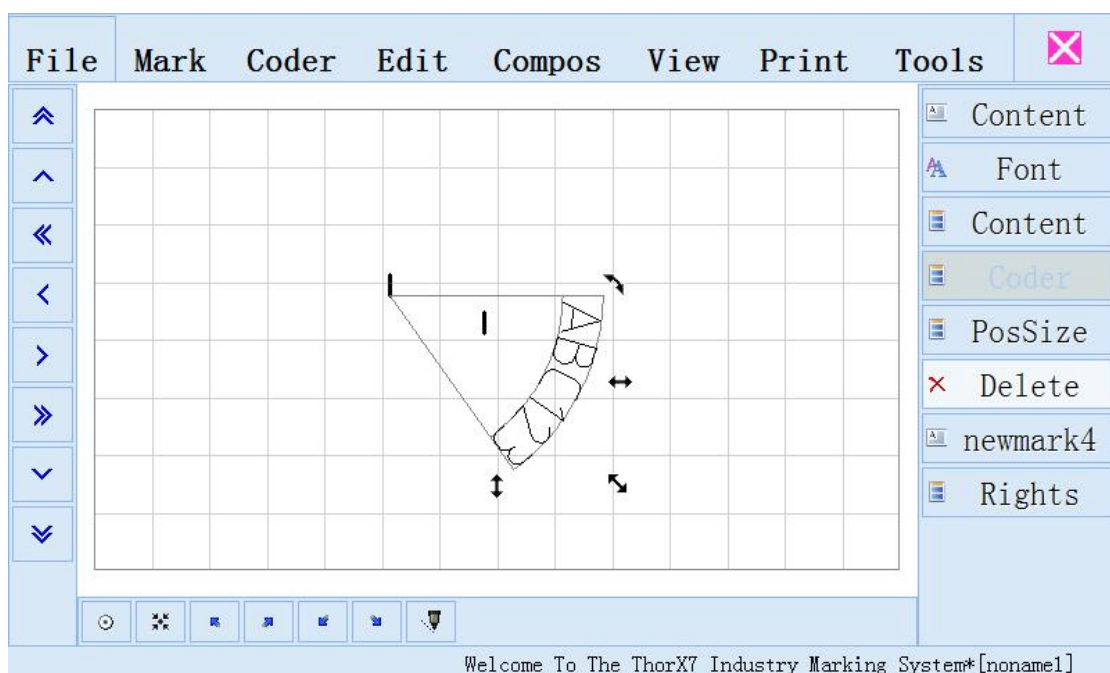 File Mark Coder Edit Compos View Print Tools
Content
Font
Content
Coder
PosSize
Delete
newmark4
Rights
Welcome To The ThorX7 Industry Marking System*[noname1]